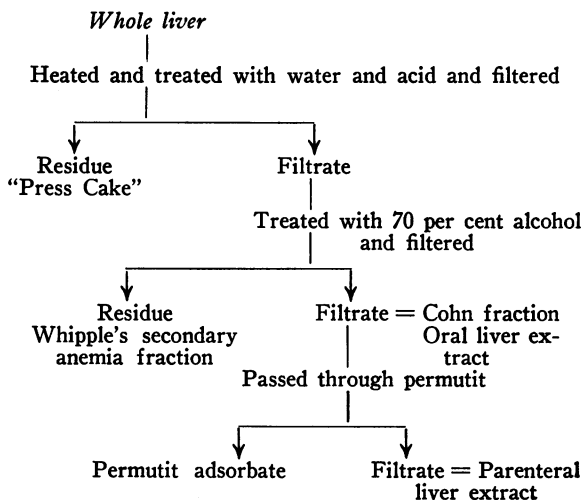 Whole liver
Heated and treated with water and acid and filtered
Residue Filtrate
“Press Cake”
Treated with 70 per cent alcohol
and filtered
Residue Filtrate = Cohn fraction
Whipple's secondary Oral liver ex-
anemia fraction tract
Passed through permutit
Permutit adsorbate Filtrate = Parenteral
liver extract